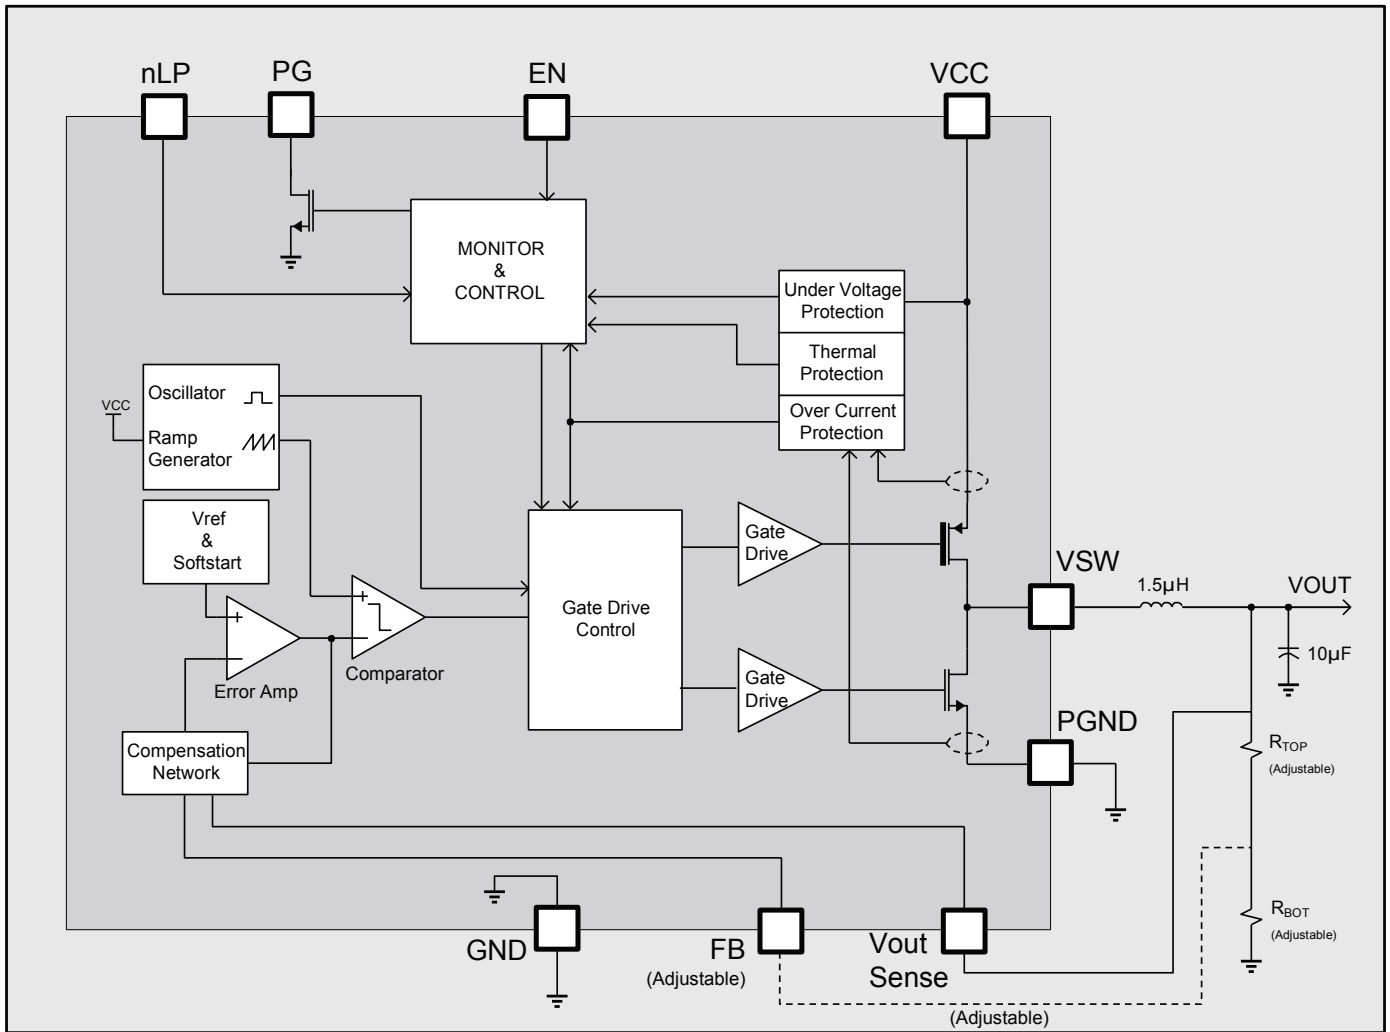 nLP
PG
EN
VCC
MONITOR
&
CONTROL
Under Voltage
Protection
Thermal
Protection
Over Current
Protection
Oscillator
VCC
Ramp
Generator
Vref
&
Softstart
Gate
Drive
VSW
1.5µH
VOUT
Gate Drive
Control
10µF
Comparator
Error Amp
Gate
Drive
PGND
Compensation
Network
RTOP
(Adjustable)
RBOT
(Adjustable)
GND
FB
(Adjustable)
Vout
Sense
(Adjustable)